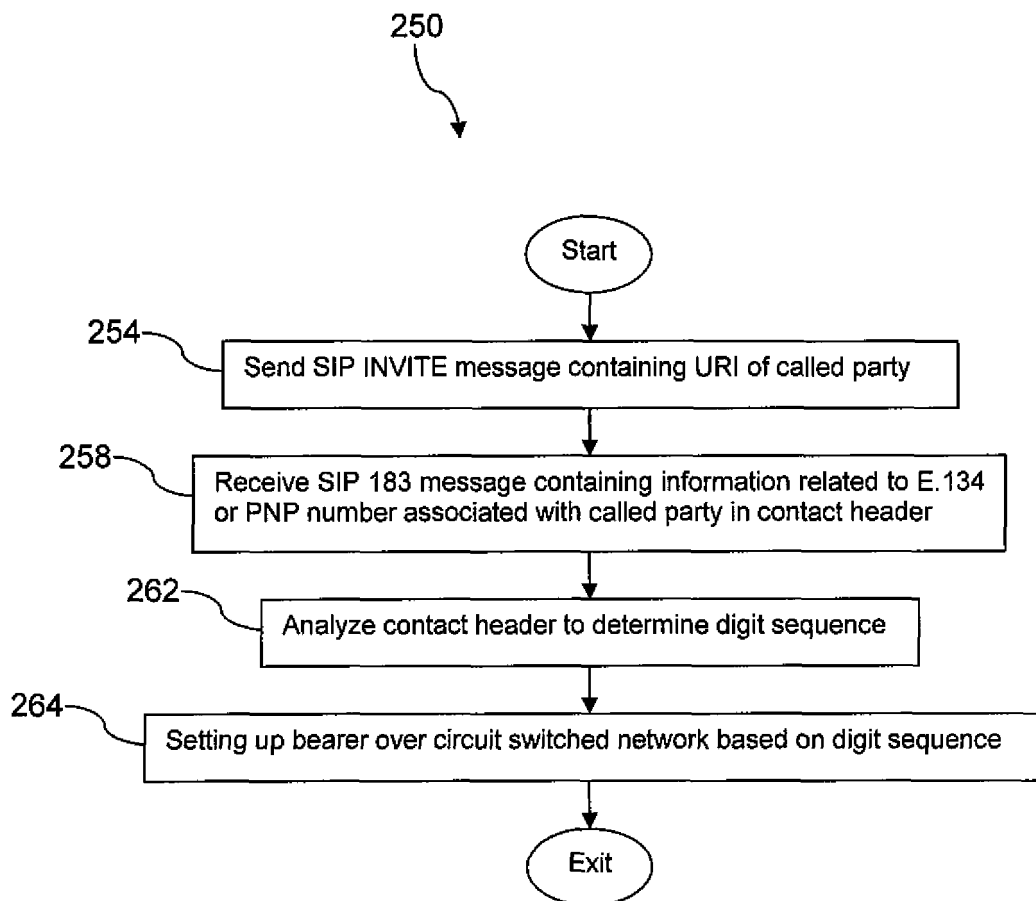 250
Start
254
Send SIP INVITE message containing URI of called party
258
Receive SIP 183 message containing information related to E.134
or PNP number associated with called party in contact header
262
Analyze contact header to determine digit sequence
264
Setting up bearer over circuit switched network based on digit sequence
Exit